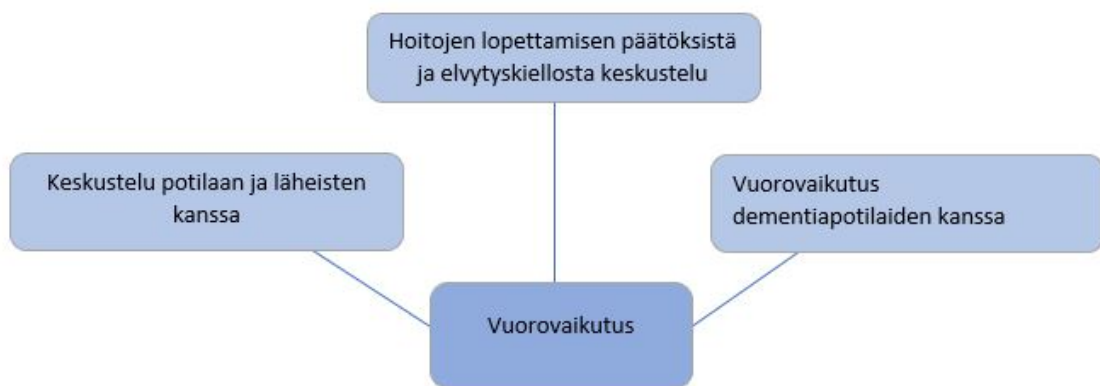 Hoitojen lopettamisen päätöksistä
ja elvytyskiellosta keskustelu
Keskustelu potilaan ja läheisten
kanssa
Vuorovaikutus
dementiapotilaiden kanssa
Vuorovaikutus